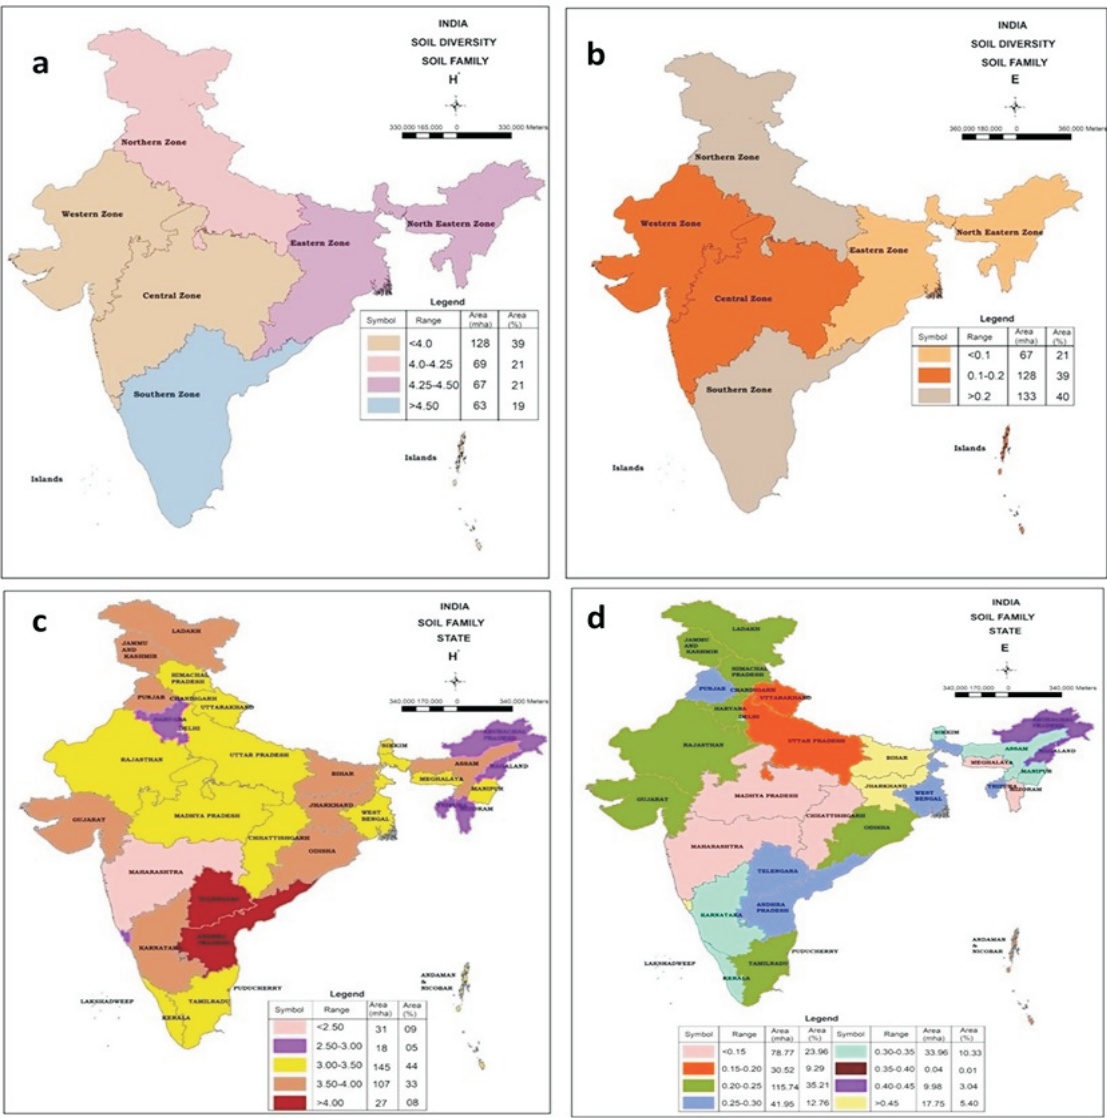 a
INDIA
SOIL DIVERSITY
SOIL FAMILY
H'
330,000 165,000 0 330,000 Meters
Northern Zone
Western Zone
North Eastern Zone
Eastern Zone
Central Zone
Southern Zone
Islands
Islands
Legend
Symbol Range Area (mha) Area (%)
<4.0 128 39
4.0-4.25 69 21
4.25-4.50 67 21
>4.50 63 19
b
INDIA
SOIL DIVERSITY
SOIL FAMILY
E
360,000 180,000 0 360,000 Meters
Northern Zone
Western Zone
North Eastern Zone
Eastern Zone
Central Zone
Southern Zone
Islands
Islands
Legend
Symbol Range Area (mha) Area (%)
<0.1 67 21
0.1-0.2 128 39
>0.2 133 40
c
INDIA
SOIL FAMILY
STATE
H'
340,000 170,000 0 340,000 Meters
LADAKH
JAMMU
AND
KASHMIR
HIMACHAL
PRADESH
PUNJAB
CHANDIGARH
UTTARAKHAND
HARYANA
DELHI
RAJASTHAN
UTTAR PRADESH
SIKKIM
ARUNACHAL
PRADESH
ASSAM
NAGALAND
MEGHALAYA
MANIPUR
MIZORAM
BIHAR
JHARKHAND
WEST
BENGAL
GUJARAT
MADHYA PRADESH
CHHATTISHGARH
ODISHA
MAHARASHTRA
KARNATAKA
ANDAMAN
&
NICOBAR
PUDUCHERRY
LAKSHADWEEP
TAMILNADU
KERALA
Legend
Symbol Range Area (mha) Area (%)
<2.50 31 09
2.50-3.00 18 05
3.00-3.50 145 44
3.50-4.00 107 33
>4.00 27 08
d
INDIA
SOIL FAMILY
STATE
E
340,000 170,000 0 340,000 Meters
LADAKH
JAMMU
AND
KASHMIR
HIMACHAL
PRADESH
PUNJAB
CHANDIGARH
UTTARAKHAND
HARYANA
DELHI
RAJASTHAN
UTTAR PRADESH
SIKKIM
ARUNACHAL
PRADESH
ASSAM
NAGALAND
MEGHALAYA
MANIPUR
TRIPURA
MIZORAM
BIHAR
JHARKHAND
WEST
BENGAL
GUJARAT
MADHYA PRADESH
CHHATTISHGARH
ODISHA
MAHARASHTRA
TELENGARA
ANDHRA
PRADESH
KARNATAKA
PUDUCHERRY
ANDAMAN
&
NICOBAR
LAKSHADWEEP
TAMILNADU
KERALA
Legend
Symbol Range Area (mha) Area (%) Symbol Range Area (mha) Area (%)
<0.15 78.77 23.96 0.30-0.35 33.96 10.33
0.15-0.20 30.52 9.29 0.35-0.40 0.04 0.01
0.20-0.25 115.74 35.21 0.40-0.45 9.98 3.04
0.25-0.30 41.95 12.76 >0.45 17.75 5.40